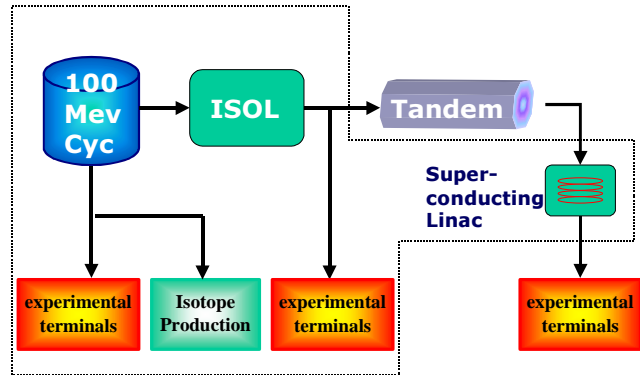 100
Mev
Cyc
ISOL
Tandem
Super-
conducting
Linac
experimental
terminals
Isotope
Production
experimental
terminals
experimental
terminals